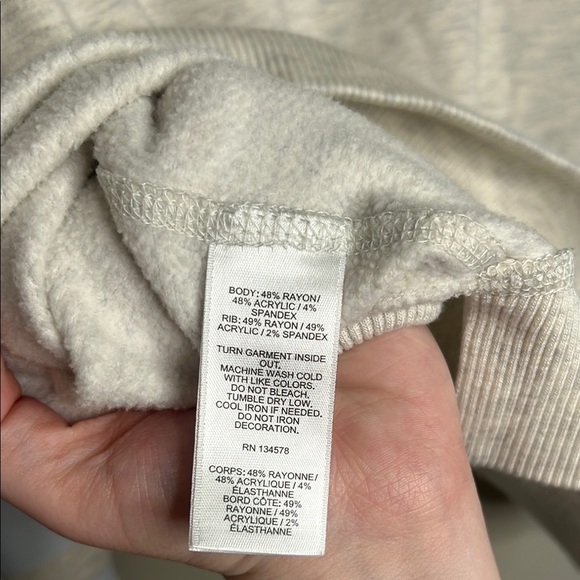 BODY: 48% RAYON/
48% ACRYLIC/ 4%
SPANDEX
RIB: 49% RAYON / 49%
ACRYLIC / 2% SPANDEX
TURN GARMENT INSIDE
OUT.
MACHINE WASH COLD
WITH LIKE COLORS.
DO NOT BLEACH.
TUMBLE DRY LOW.
COOL IRON IF NEEDED.
DO NOT IRON
DECORATION.
RN 134578
CORPS: 48% RAYONNE/
48% ACRYLIQUE / 4%
ÉLASTHANNE
BORD CÔTE: 49%
RAYONNE / 49%
ACRYLIQUE / 2%
ÉLASTHANNE